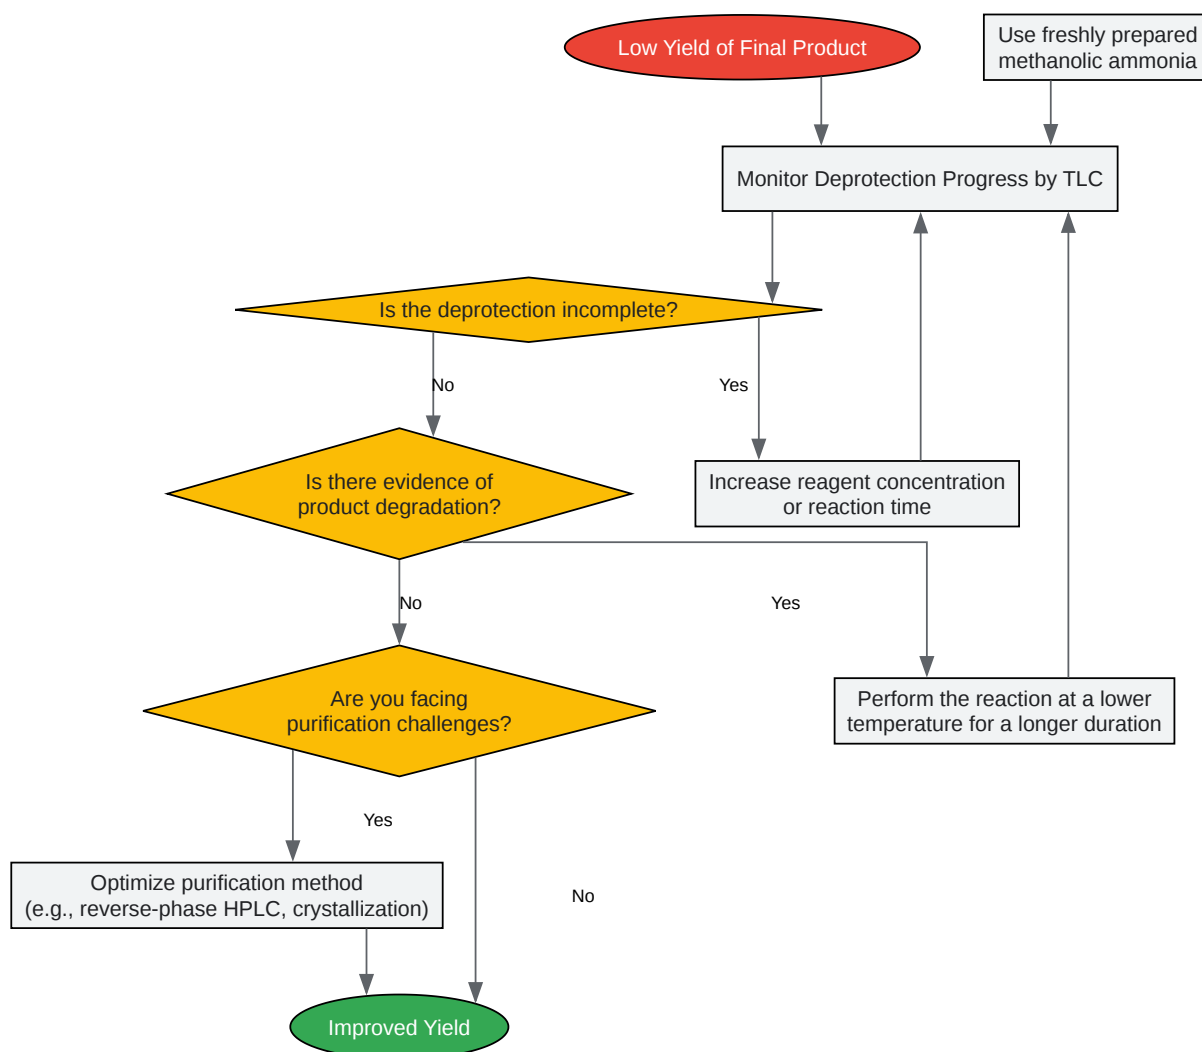 Low Yield of Final Product
Use freshly prepared
methanolic ammonia
Monitor Deprotection Progress by TLC
Is the deprotection incomplete?
No
Yes
Is there evidence of
product degradation?
Increase reagent concentration
or reaction time
No
Yes
Are you facing
purification challenges?
Perform the reaction at a lower
temperature for a longer duration
Yes
Optimize purification method
(e.g., reverse-phase HPLC, crystallization)
No
Improved Yield